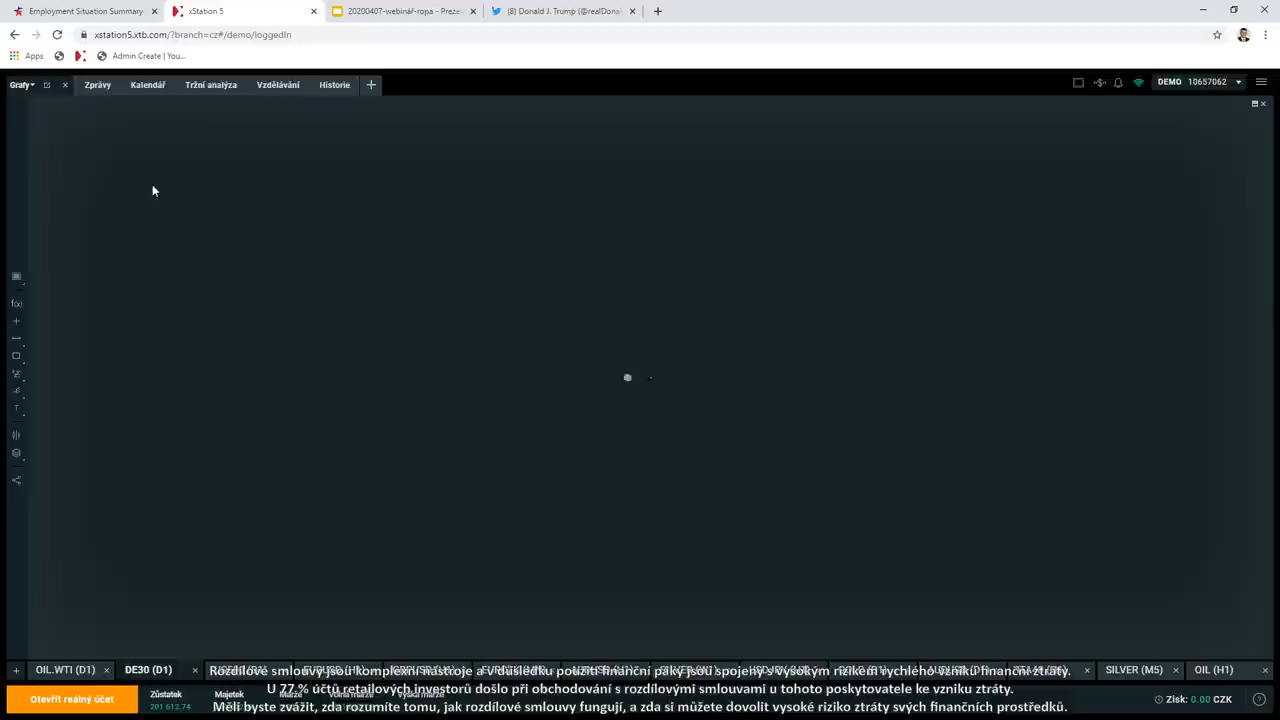 Employment Situation Summary
xStation 5
20200407-webinář-ropa - Preze
(8) Donald J. Trump (@realDona
xstation5.xtb.com/?branch=cz#/demo/loggedIn
Apps
Admin Create | You...
Grafy
Zprávy
Kalendář
Tržní analýza
Vzdělávání
Historie
DEMO 10657062
f(x)
T
OIL.WTI (D1)
DE30 (D1)
SILVER (M5)
OIL (H1)
Rozdílové smlouvy jsou komplexní nástroje a v důsledku použití finanční páky jsou spojeny s vysokým rizikem rychlého vzniku finanční ztráty.
U 77 % účtů retailových investorů došlo při obchodování s rozdílovými smlouvami u tohoto poskytovatele ke vzniku ztráty.
Měli byste zvážit, zda rozumíte tomu, jak rozdílové smlouvy fungují, a zda si můžete dovolit vysoké riziko ztráty svých finančních prostředků.
Otevřít reálný účet
Zůstatek
201 612,74
Majetek
Volná marže
Zisk: 0.00 CZK